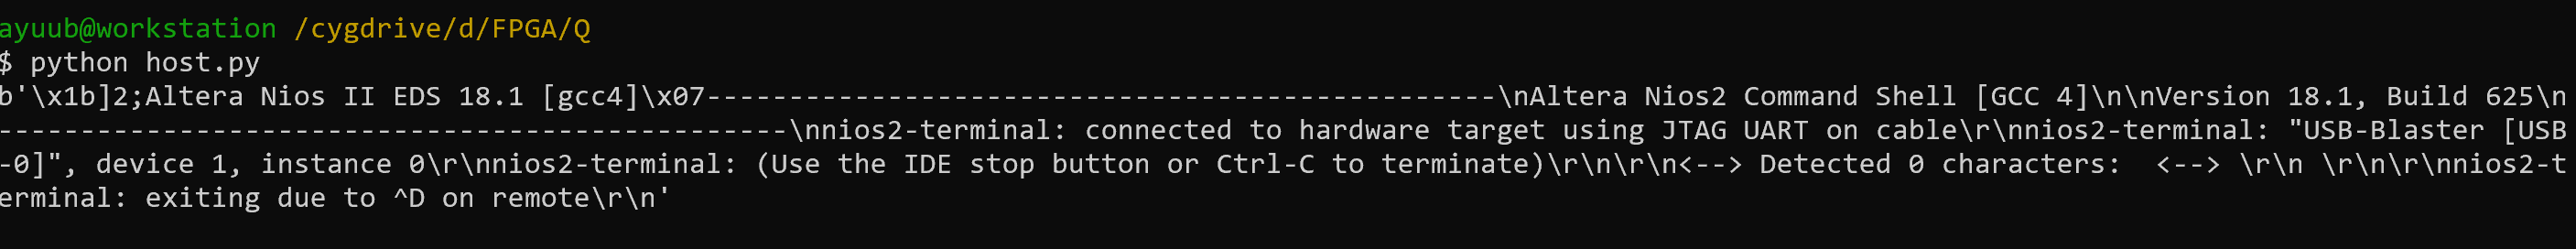 ayuub@workstation /cygdrive/d/FPGA/Q
$ python host.py
b'\x1b]2;Altera Nios II EDS 18.1 [gcc4]\x07------------------------------------------------\nAltera Nios2 Command Shell [GCC 4]\n\nVersion 18.1, Build 625\n
------------------------------------------------\nnios2-terminal: connected to hardware target using JTAG UART on cable\r\nnios2-terminal: "USB-Blaster [USB
-0]", device 1, instance 0\r\nnios2-terminal: (Use the IDE stop button or Ctrl-C to terminate)\r\n\r\n<--> Detected 0 characters:  <--> \r\n \r\n\r\nnios2-t
erminal: exiting due to ^D on remote\r\n'